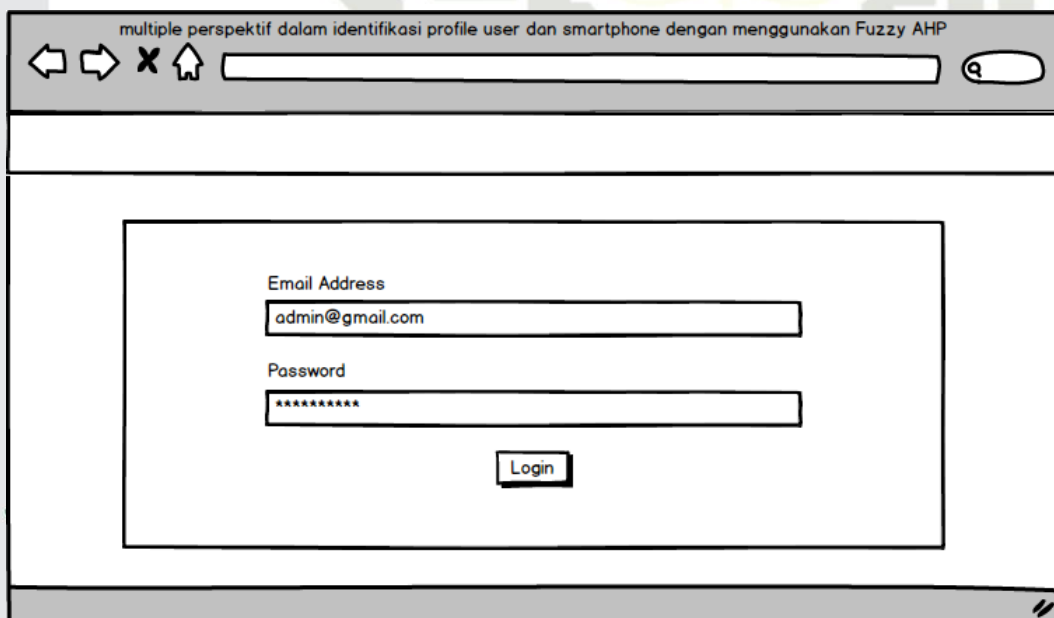 multiple perspektif dalam identifikasi profile user dan smartphone dengan menggunakan Fuzzy AHP
Email Address
admin@gmail.com
Password
**********
Login